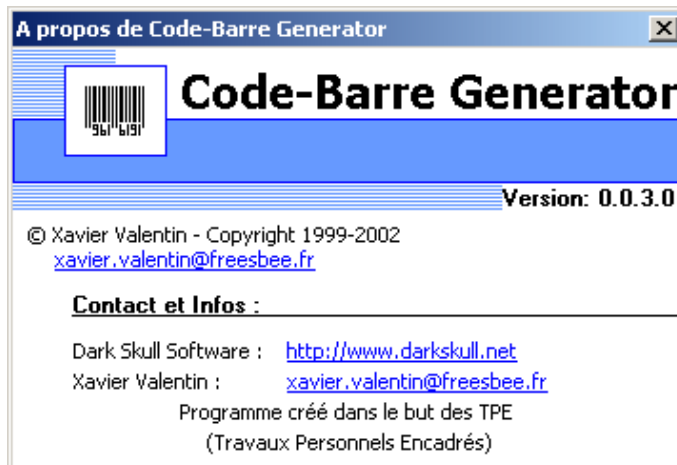 A propos de Code-Barre Generator
Code-Barre Generator
Version: 0.0.3.0
© Xavier Valentin - Copyright 1999-2002
xavier.valentin@freesbee.fr
Contact et Infos :
Dark Skull Software : http://www.darkskull.net
Xavier Valentin : xavier.valentin@freesbee.fr
Programme créé dans le but des TPE
(Travaux Personnels Encadrés)